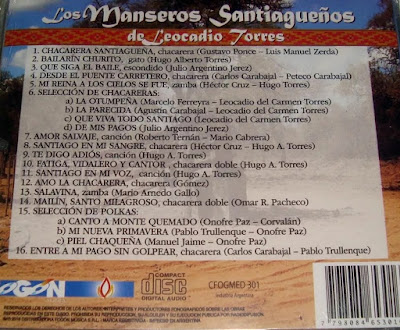 Los Manseros Santiagueños
de Leocadio Torres
1. CHACARERA SANTIAGUEÑA, chacarera (Gustavo Ponce - Luis Manuel Zerda)
2. BAILARÍN CHURITO, gato (Hugo Alberto Torres)
3. QUE SIGA EL BAILE, escondido (Julio Argentino Jerez)
4. DESDE EL PUENTE CARRETERO, chacarera (Carlos Carabajal - Peteco Carabajal)
5. MI REINA A LOS CIELOS SE FUE, zamba (Héctor Cruz - Hugo A. Torres)
6. SELECCIÓN DE CHACARERAS:
a) LA OTUMPEÑA (Marcelo Ferreyra - Leocadio del Carmen Torres)
b) LA PARECIDA (Agustín Carabajal - Leocadio del Carmen Torres)
c) QUE VIVA TODO SANTIAGO (Leocadio del Carmen Torres)
d) DE MIS PAGOS (Julio Argentino Jerez)
7. AMOR SALVAJE, canción (Roberto Ternán - Mario Cabrera)
8. SANTIAGO EN MI SANGRE, chacarera (Héctor Cruz - Hugo A. Torres)
9. TE DIGO ADIÓS, canción (Hugo A. Torres)
10. FATIGA, VIDALERO Y CANTOR, chacarera doble (Hugo A. Torres)
11. SANTIAGO EN MI VOZ, canción (Hugo A. Torres)
12. AMO LA CHACARERA, chacarera (Gómez)
13. SALAVINA, zamba (Mario Arnedo Gallo)
14. MAILÍN, SANTO MILAGROSO, chacarera doble (Omar R. Pacheco)
15. SELECCIÓN DE POLKAS:
a) CANTO A MONTE QUEMADO (Onofre Paz - Corvalán)
b) MI NUEVA PRIMAVERA (Pablo Trullenque - Onofre Paz)
c) PIEL CHAQUEÑA (Manuel Jaime - Onofre Paz)
16. ENTRE A MI PAGO SIN GOLPEAR, chacarera (Carlos Carabajal - Pablo Trullenque)
COMPACT
disc
DIGITAL AUDIO
CFOGMED 301
Industria Argentina